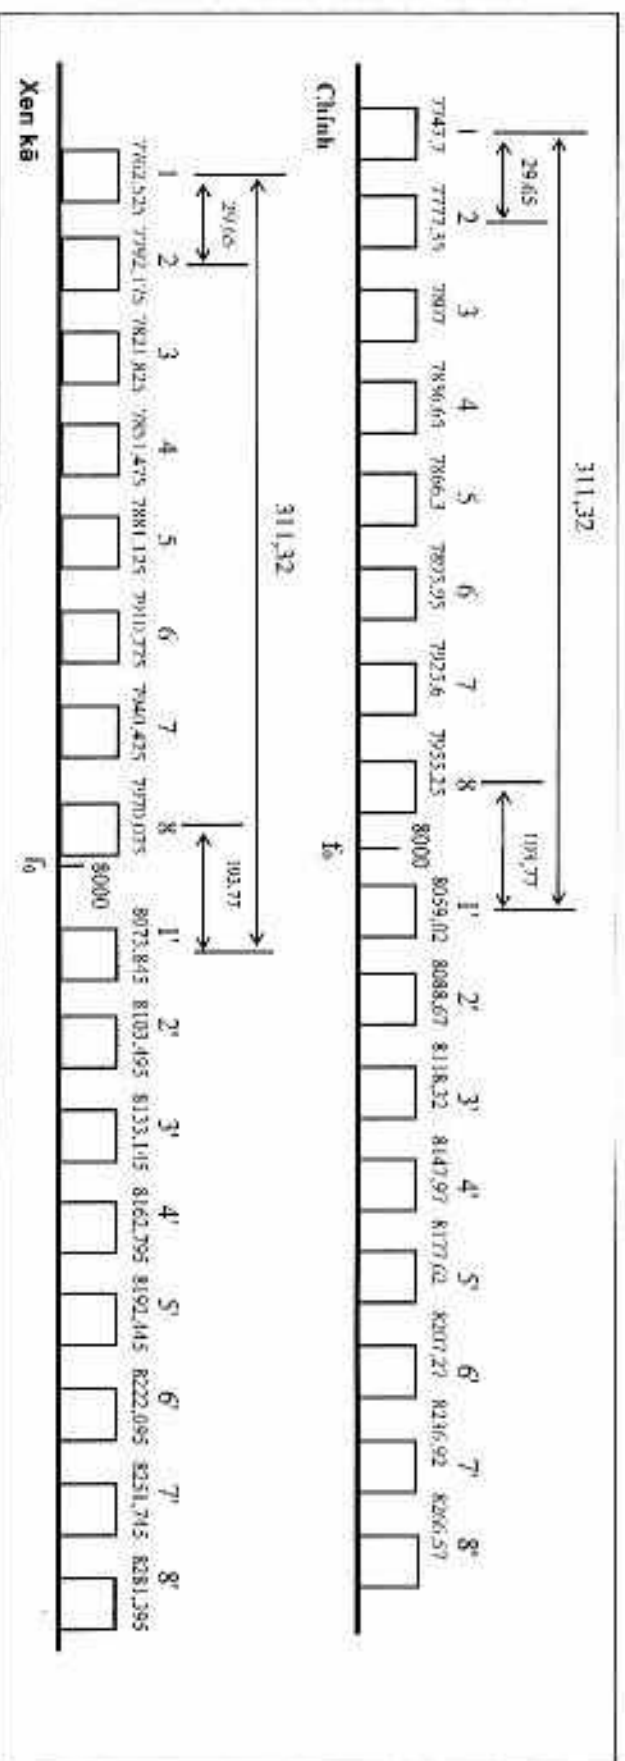 311,32
29,65
103,77
1 2 3 4 5 6 7 8 1' 2' 3' 4' 5' 6' 7' 8'
7747,7 7777,35 7836,65 7866,3 7895,95 7925,6 7955,25 8000 8059,02 8088,67 8118,32 8147,97 8177,62 8207,27 8236,92 8266,57
Chính
f₀
311,32
29,65
103,77
1 2 3 4 5 6 7 8 1' 2' 3' 4' 5' 6' 7' 8'
7762,525 7792,175 7821,825 7851,475 7881,125 7910,775 7940,425 7970,075 8000 8073,845 8103,495 8133,145 8162,795 8192,445 8222,095 8251,745 8281,395
Xen kẽ
f₀